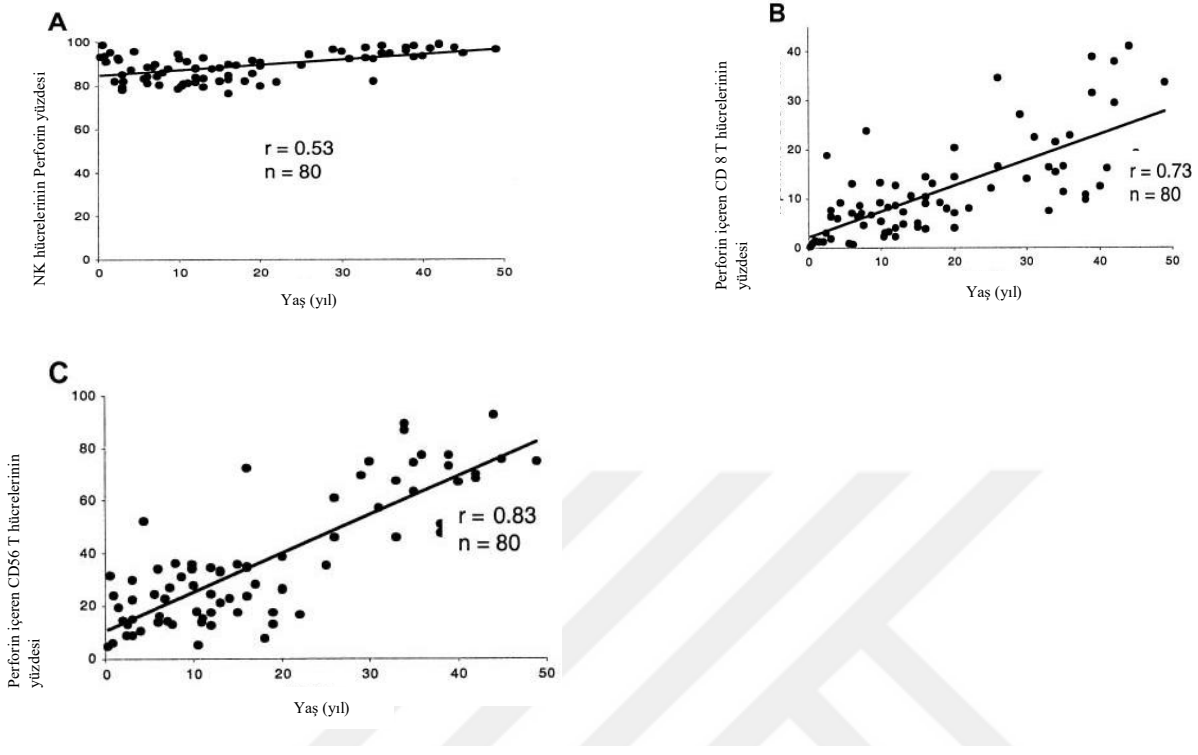 A
NK hücrelerinin Perforin yüzdesi
100
80
60
40
20
0
r = 0.53
n = 80
0 10 20 30 40 50
Yaş (yıl)
B
Perforin içeren CD 8 T hücrelerinin
yüzdesi
40
30
20
10
0
r = 0.73
n = 80
0 10 20 30 40 50
Yaş (yıl)
C
Perforin içeren CD56 T hücrelerinin
yüzdesi
100
80
60
40
20
0
r = 0.83
n = 80
0 10 20 30 40 50
Yaş (yıl)